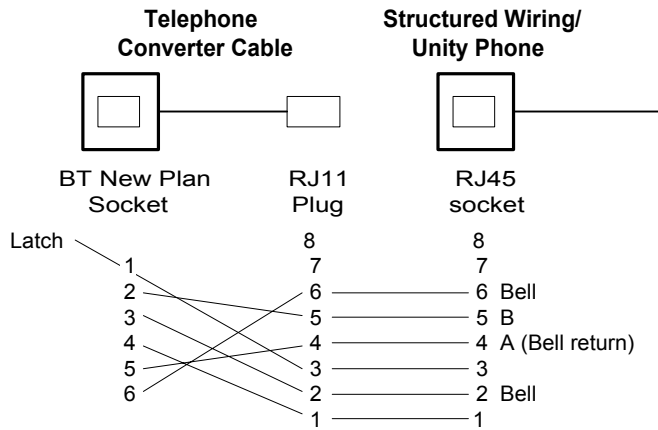 Telephone
Converter Cable
Structured Wiring/
Unity Phone
BT New Plan
Socket
RJ11
Plug
RJ45
socket
Latch
8
8
1
7
7
2
6
6 Bell
3
5
5 B
4
4
4 A (Bell return)
5
3
3
6
2
2 Bell
1
1